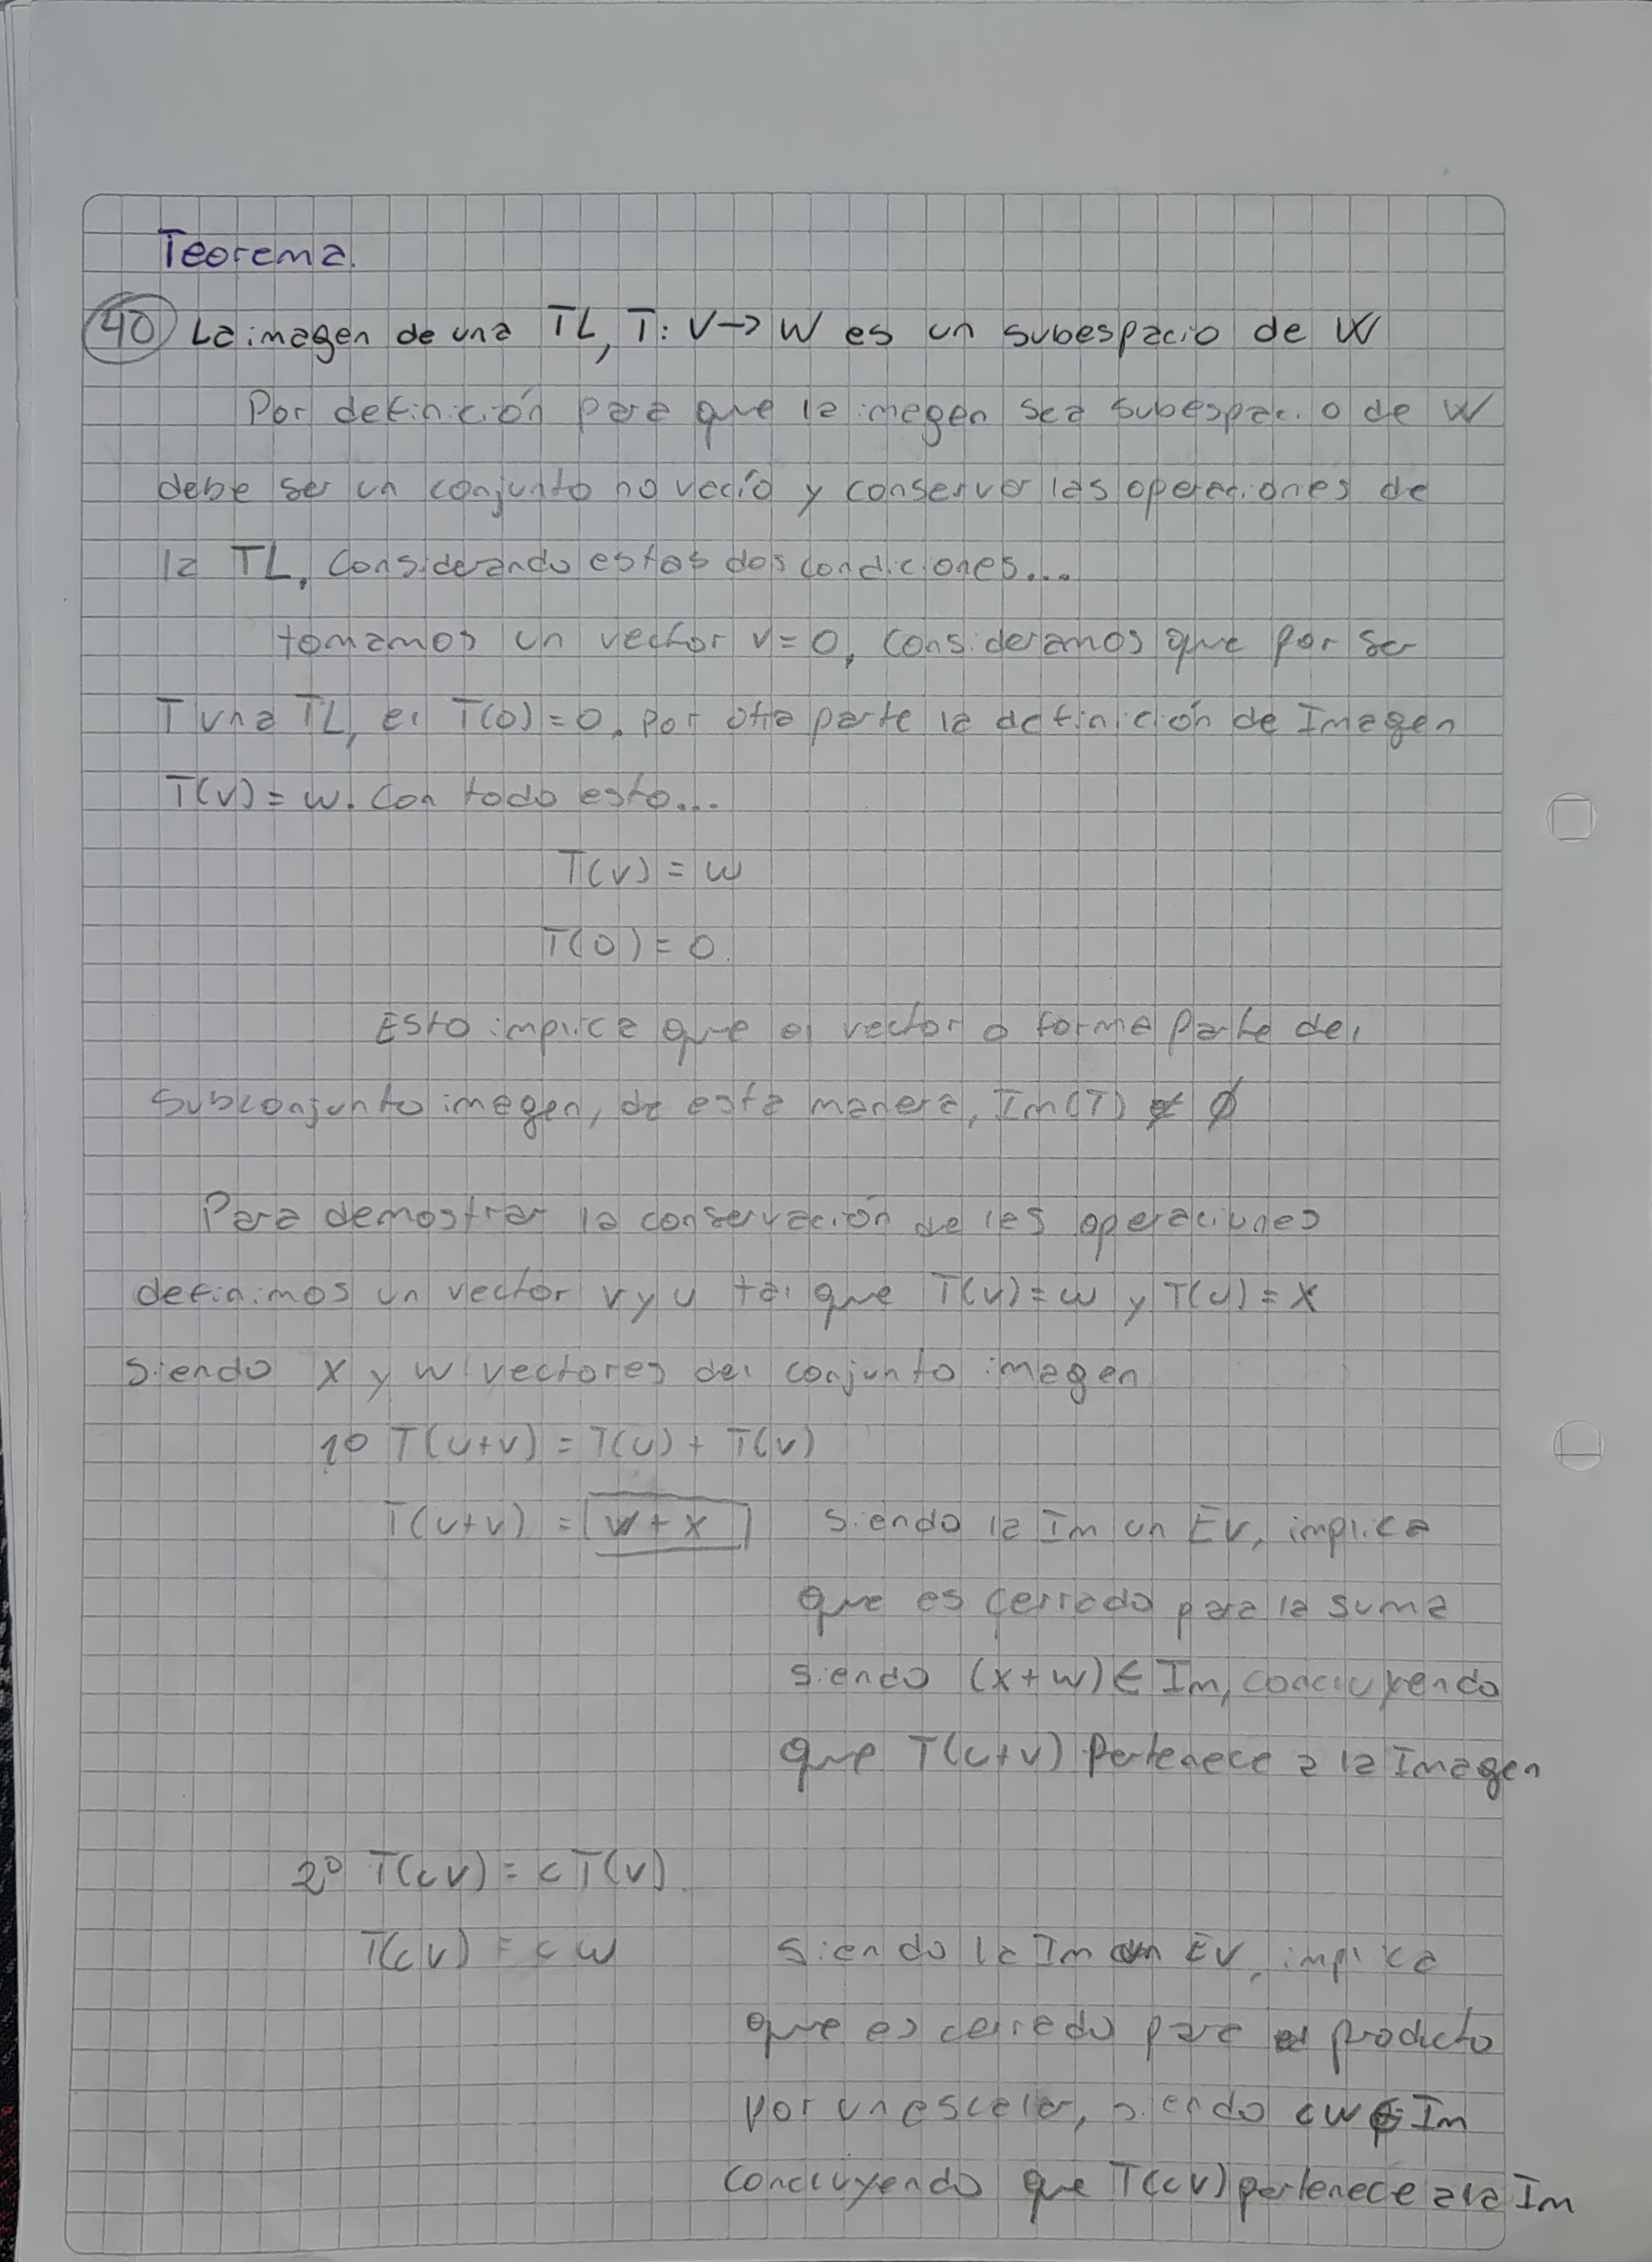 Teorema.
40 La imagen de una TL, T: V→W es un subespacio de W
Por definición para que la imagen sea subespacio de W
debe ser un conjunto no vacío y conservar las operaciones de
la TL, Considerando estas dos condiciones...
tomamos un vector v=0, consideramos que por ser
T una TL, el T(0)=0, por otra parte la definición de Imagen
T(v)=w. Con todo esto...
T(v) = w
T(0) = 0.
Esto implica que el vector 0 forma parte del
subconjunto imagen, de esta manera, Im(T) ≠ ∅
Para demostrar la conservación de las operaciones
definimos un vector v y u tal que T(v)=w y T(u)=x
siendo x y w vectores del conjunto imagen
1º T(u+v) = T(u) + T(v)
T(u+v) = w + x siendo la Im un EV, implica
que es cerrado para la suma
siendo (x+w) ∈ Im, concluyendo
que T(u+v) pertenece a la Imagen
2º T(cv) = cT(v).
T(cv) = cw siendo la Im un EV, implica
que es cerrado para el producto
por un escalar, siendo cw ∈ Im
concluyendo que T(cv) pertenece a la Im